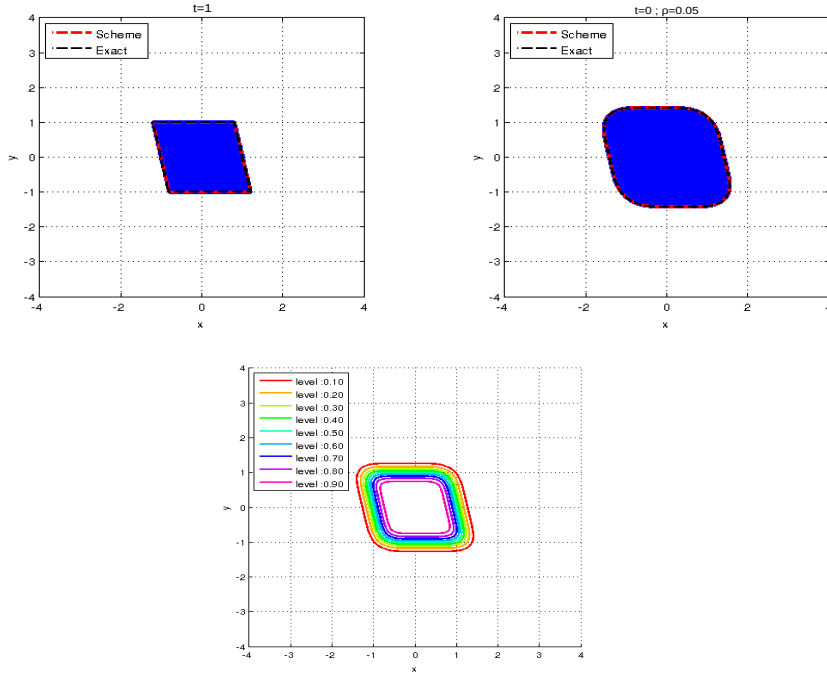 t=1
Scheme
Exact
4
3
2
1
0
-1
-2
-3
-4
y
-4
-2
0
2
4
x
t=0 ; ρ=0.05
Scheme
Exact
4
3
2
1
0
-1
-2
-3
-4
y
-4
-2
0
2
4
x
level :0.10
level :0.20
level :0.30
level :0.40
level :0.50
level :0.60
level :0.70
level :0.80
level :0.90
4
3
2
1
0
-1
-2
-3
-4
y
-4
-3
-2
-1
0
1
2
3
4
x